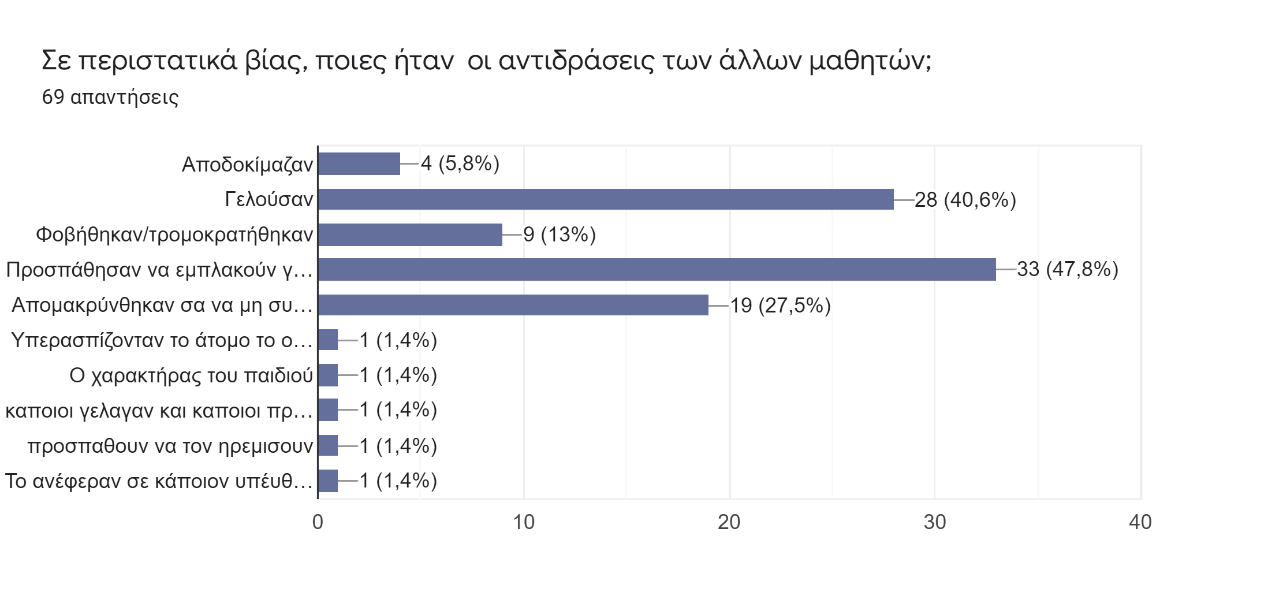 Σε περιστατικά βίας, ποιες ήταν  οι αντιδράσεις των άλλων μαθητών;
69 απαντήσεις
Αποδοκίμαζαν 4 (5,8%)
Γελούσαν 28 (40,6%)
Φοβήθηκαν/τρομοκρατήθηκαν 9 (13%)
Προσπάθησαν να εμπλακούν γ… 33 (47,8%)
Απομακρύνθηκαν σα να μη συ… 19 (27,5%)
Υπερασπίζονταν το άτομο το ο… 1 (1,4%)
Ο χαρακτήρας του παιδιού 1 (1,4%)
καποιοι γελαγαν και καποιοι πρ… 1 (1,4%)
προσπαθουν να τον ηρεμισουν 1 (1,4%)
Το ανέφεραν σε κάποιον υπέυθ… 1 (1,4%)
0 10 20 30 40